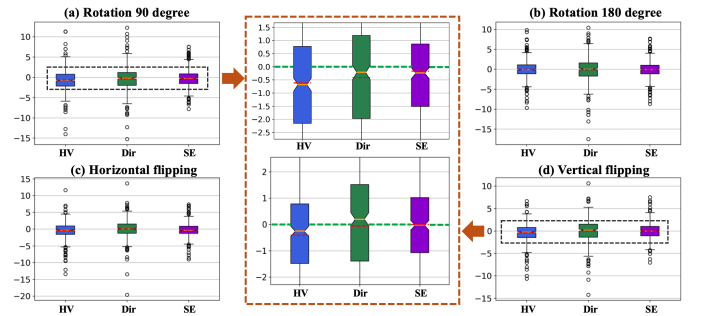 (a) Rotation 90 degree
10
5
0
−5
−10
−15
HV
Dir
SE
1.5
1.0
0.5
0.0
−0.5
−1.0
−1.5
−2.0
−2.5
HV
Dir
SE
(b) Rotation 180 degree
10
5
0
−5
−10
−15
HV
Dir
SE
(c) Horizontal flipping
15
10
5
0
−5
−10
−15
−20
HV
Dir
SE
2
1
0
−1
−2
HV
Dir
SE
(d) Vertical flipping
10
5
0
−5
−10
−15
HV
Dir
SE